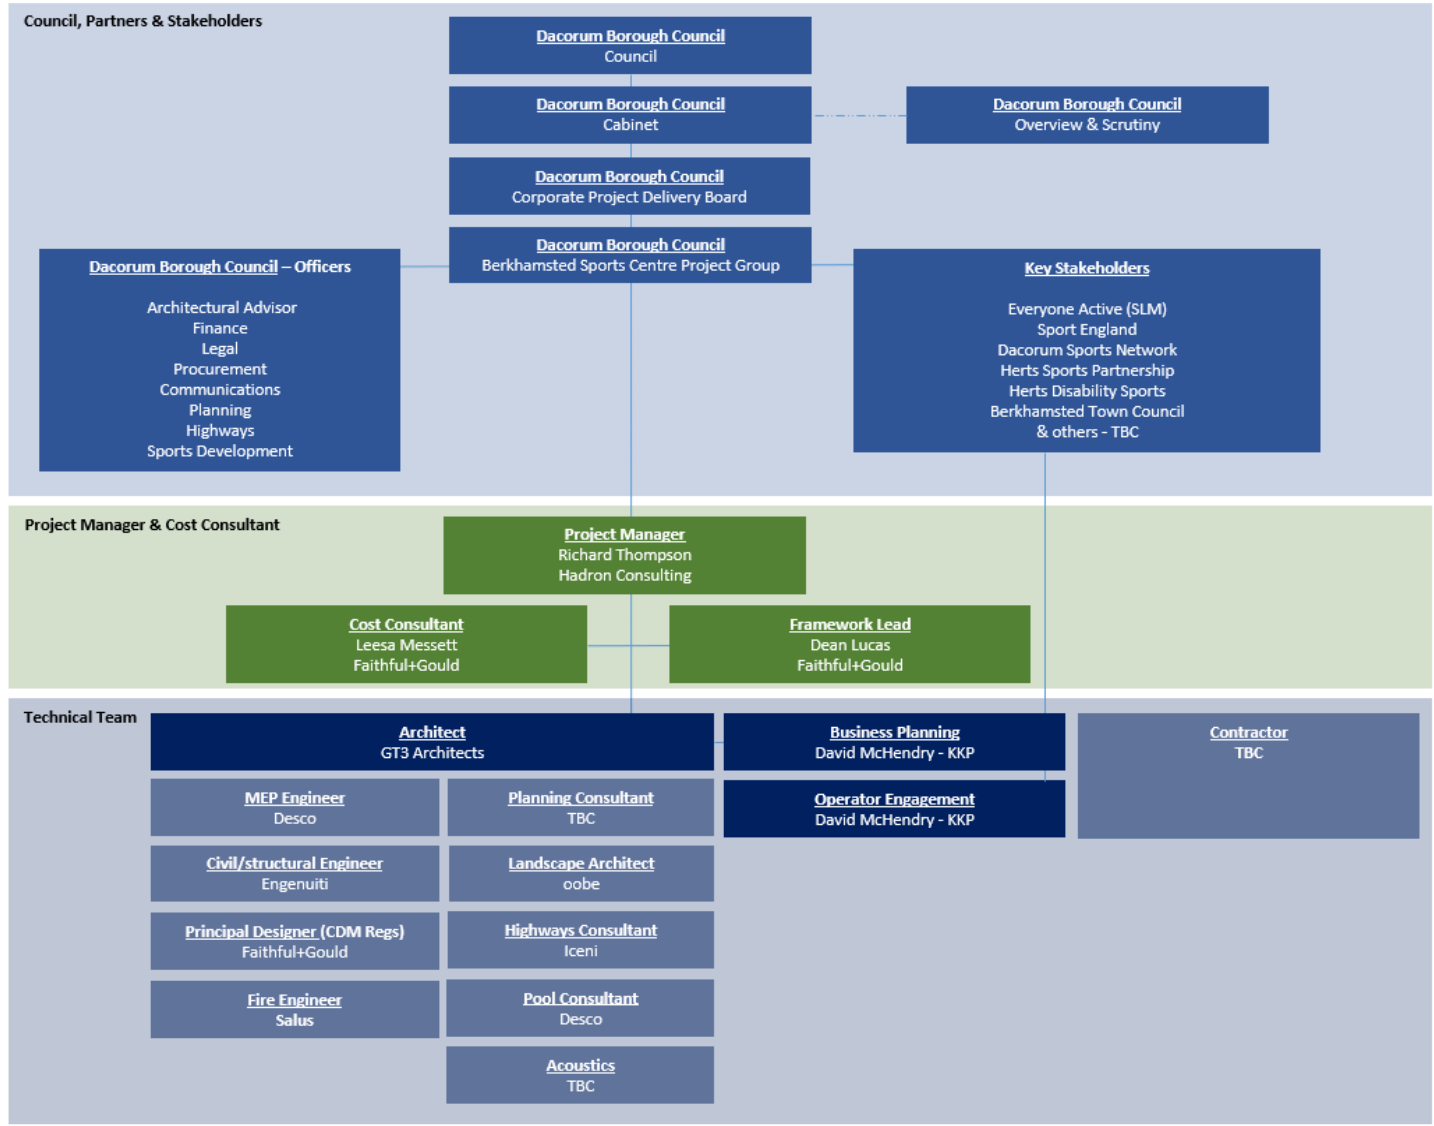 Council, Partners & Stakeholders
Dacorum Borough Council
Council
Dacorum Borough Council
Cabinet
Dacorum Borough Council
Overview & Scrutiny
Dacorum Borough Council
Corporate Project Delivery Board
Dacorum Borough Council
Berkhamsted Sports Centre Project Group
Dacorum Borough Council – Officers
Architectural Advisor
Finance
Legal
Procurement
Communications
Planning
Highways
Sports Development
Key Stakeholders
Everyone Active (SLM)
Sport England
Dacorum Sports Network
Herts Sports Partnership
Herts Disability Sports
Berkhamsted Town Council
& others - TBC
Project Manager & Cost Consultant
Project Manager
Richard Thompson
Hadron Consulting
Cost Consultant
Leesa Messett
Faithful+Gould
Framework Lead
Dean Lucas
Faithful+Gould
Technical Team
Architect
GT3 Architects
Business Planning
David McHendry - KKP
Contractor
TBC
MEP Engineer
Desco
Planning Consultant
TBC
Operator Engagement
David McHendry - KKP
Civil/structural Engineer
Engenuiti
Landscape Architect
oobe
Principal Designer (CDM Regs)
Faithful+Gould
Highways Consultant
Iceni
Fire Engineer
Salus
Pool Consultant
Desco
Acoustics
TBC